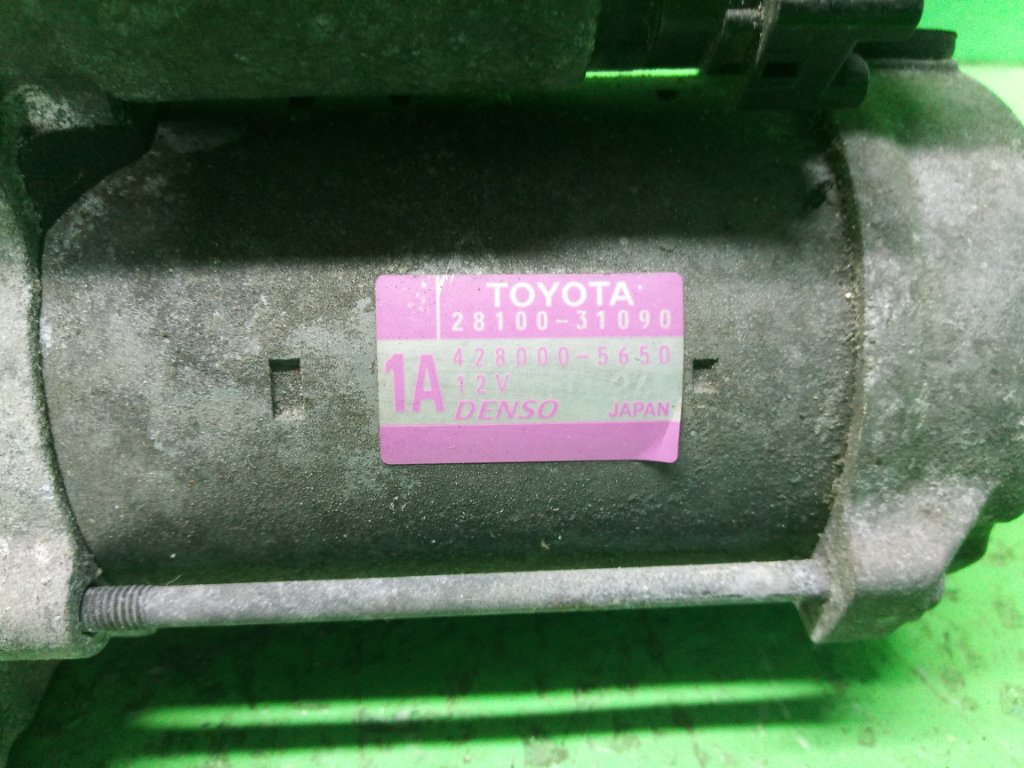 TOYOTA
28100-31090
1A
428000-5650
12V
DENSO JAPAN